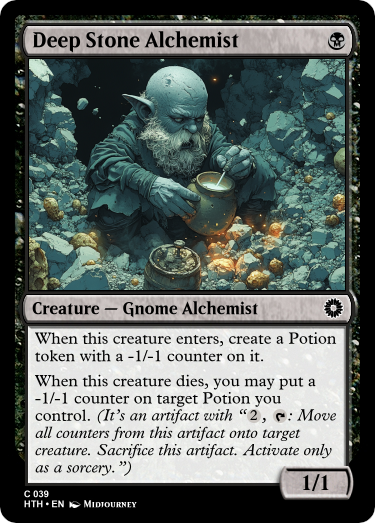 Deep Stone Alchemist
Creature — Gnome Alchemist
When this creature enters, create a Potion
token with a -1/-1 counter on it.
When this creature dies, you may put a
-1/-1 counter on target Potion you
control. (It's an artifact with “2, : Move
all counters from this artifact onto target
creature. Sacrifice this artifact. Activate only
as a sorcery.”)
1/1
C 039
HTH • EN Midjourney